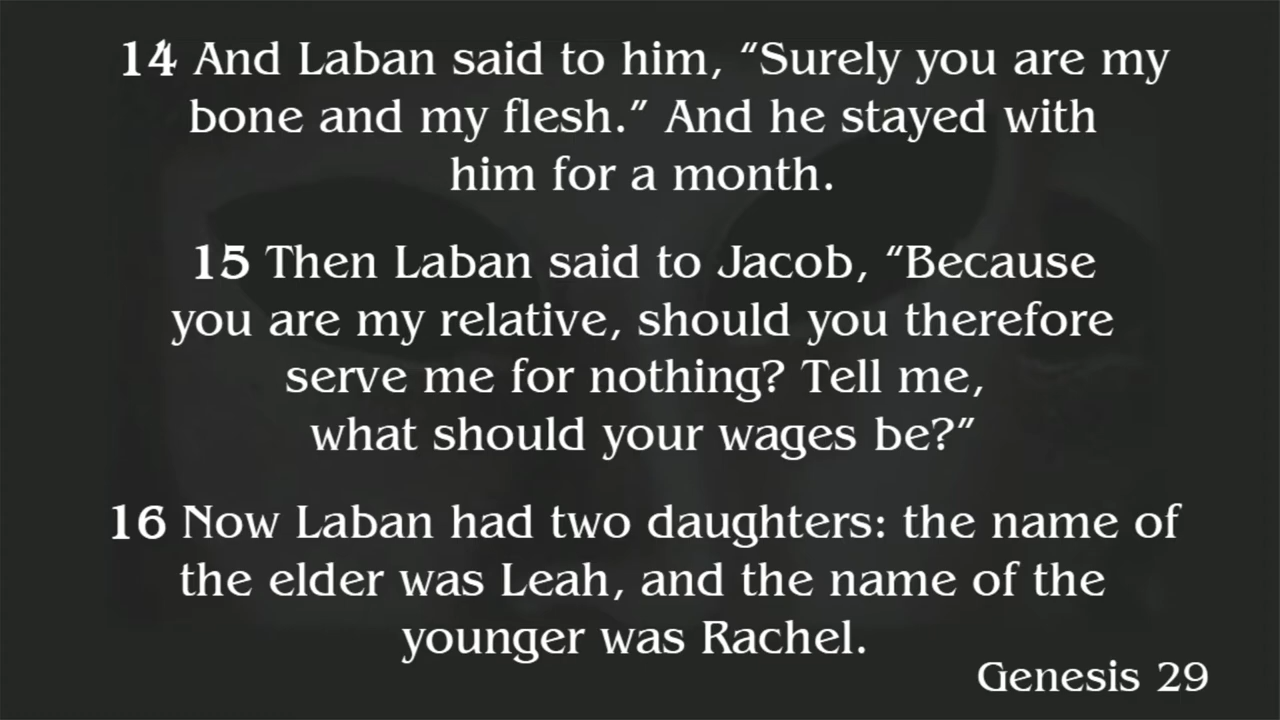 14 And Laban said to him, “Surely you are my
bone and my flesh.” And he stayed with
him for a month.
15 Then Laban said to Jacob, “Because
you are my relative, should you therefore
serve me for nothing? Tell me,
what should your wages be?”
16 Now Laban had two daughters: the name of
the elder was Leah, and the name of the
younger was Rachel.
Genesis 29